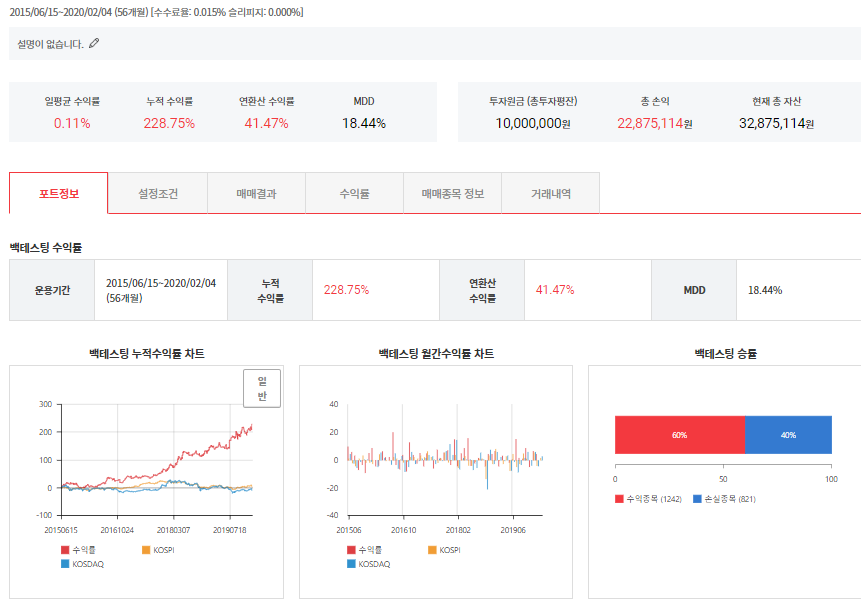 2015/06/15~2020/02/04 (56개월) [수수료율: 0.015% 슬리피지: 0.000%]
설명이 없습니다.
일평균 수익률 누적 수익률 연환산 수익률 MDD
0.11% 228.75% 41.47% 18.44%
투자원금 (총투자평잔) 총 손익 현재 총 자산
10,000,000원 22,875,114원 32,875,114원
포트정보 설정조건 매매결과 수익률 매매종목 정보 거래내역
백테스팅 수익률
운용기간 2015/06/15~2020/02/04 (56개월) 누적 수익률 228.75% 연환산 수익률 41.47% MDD 18.44%
백테스팅 누적수익률 차트
일
반
300
200
100
0
-100
20150615 20161024 20180307 20190718
수익률 KOSPI
KOSDAQ
백테스팅 월간수익률 차트
40
20
0
-20
-40
201506 201610 201802 201906
수익률 KOSPI
KOSDAQ
백테스팅 승률
60% 40%
0 50 100
수익종목 (1242) 손실종목 (821)